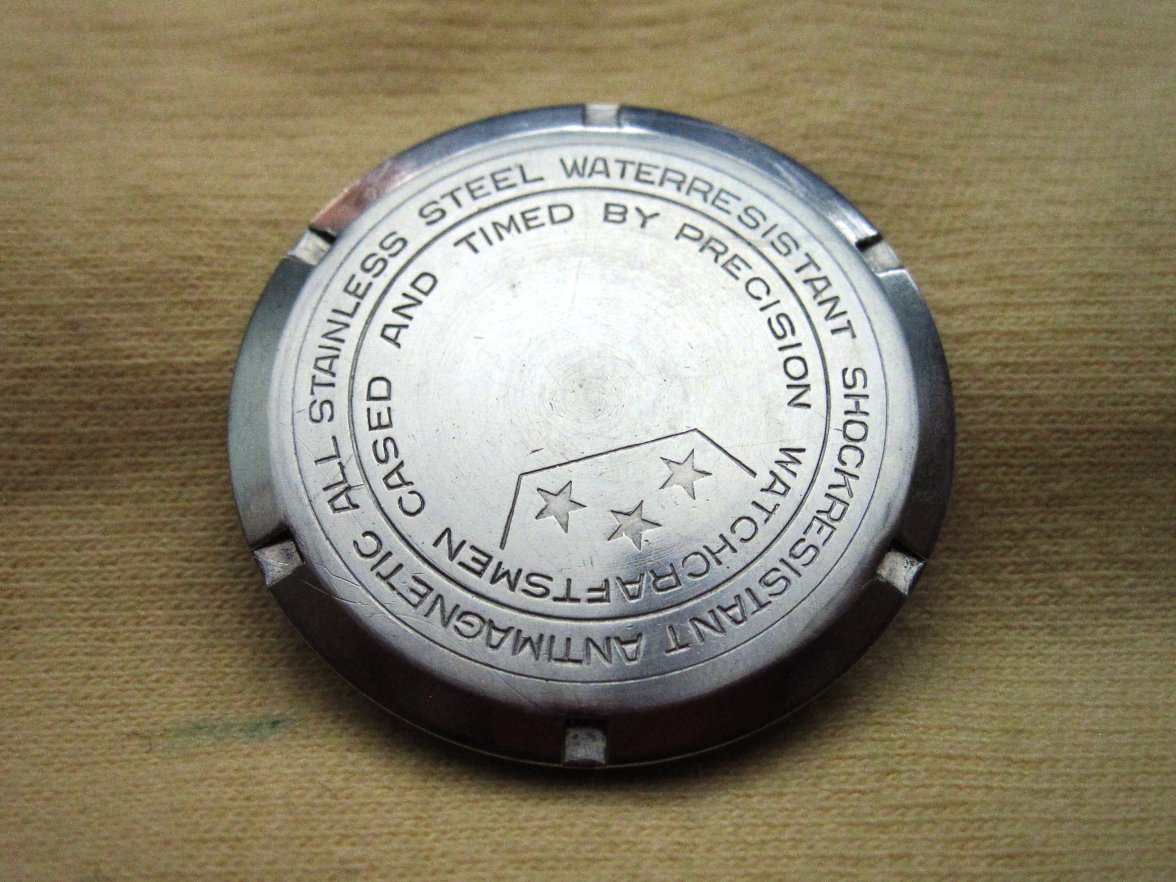 ALL STAINLESS STEEL WATERRESISTANT SHOCKRESISTANT ANTIMAGNETIC
CASED AND TIMED BY PRECISION WATCHCRAFTSMEN